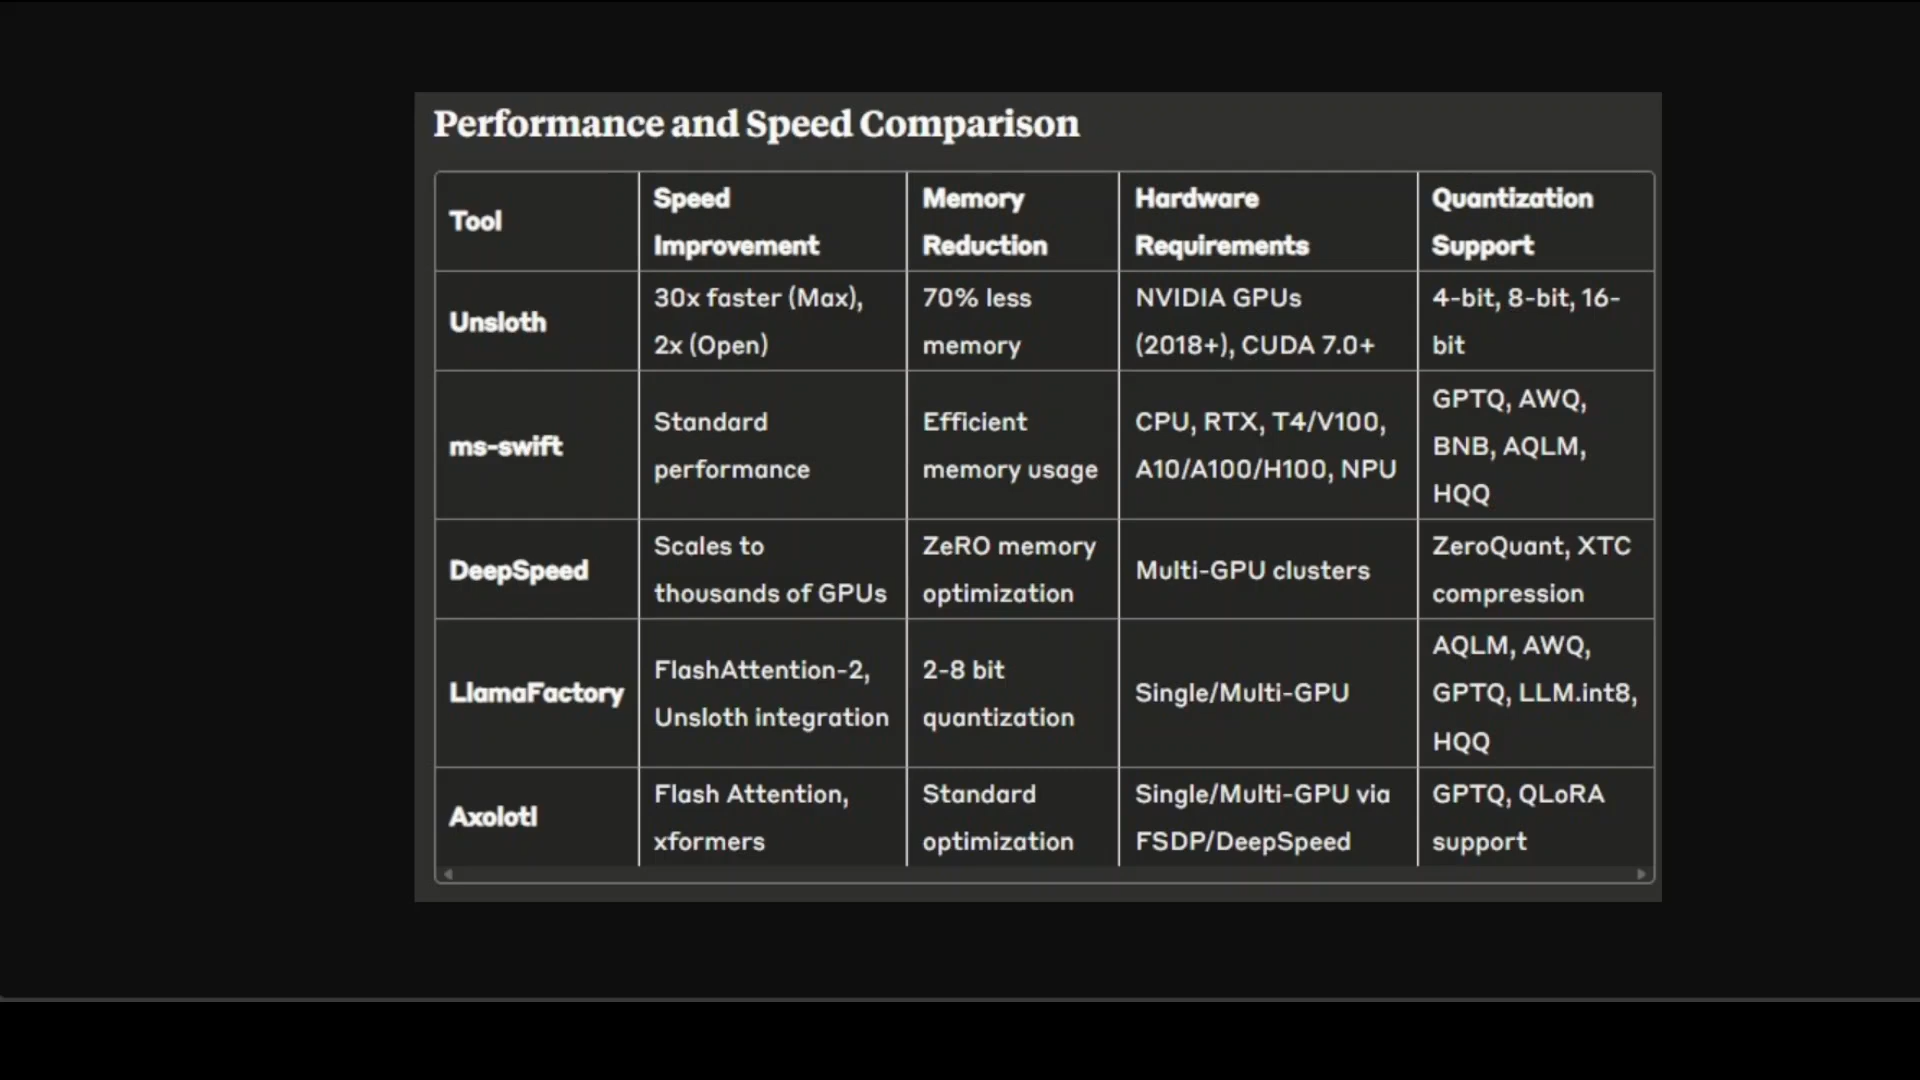 Performance and Speed Comparison
Tool
Speed
Improvement
Memory
Reduction
Hardware
Requirements
Quantization
Support
Unsloth
30x faster (Max),
2x (Open)
70% less
memory
NVIDIA GPUs
(2018+), CUDA 7.0+
4-bit, 8-bit, 16-
bit
ms-swift
Standard
performance
Efficient
memory usage
CPU, RTX, T4/V100,
A10/A100/H100, NPU
GPTQ, AWQ,
BNB, AQLM,
HQQ
DeepSpeed
Scales to
thousands of GPUs
ZeRO memory
optimization
Multi-GPU clusters
ZeroQuant, XTC
compression
LlamaFactory
FlashAttention-2,
Unsloth integration
2-8 bit
quantization
Single/Multi-GPU
AQLM, AWQ,
GPTQ, LLM.int8,
HQQ
Axolotl
Flash Attention,
xformers
Standard
optimization
Single/Multi-GPU via
FSDP/DeepSpeed
GPTQ, QLoRA
support